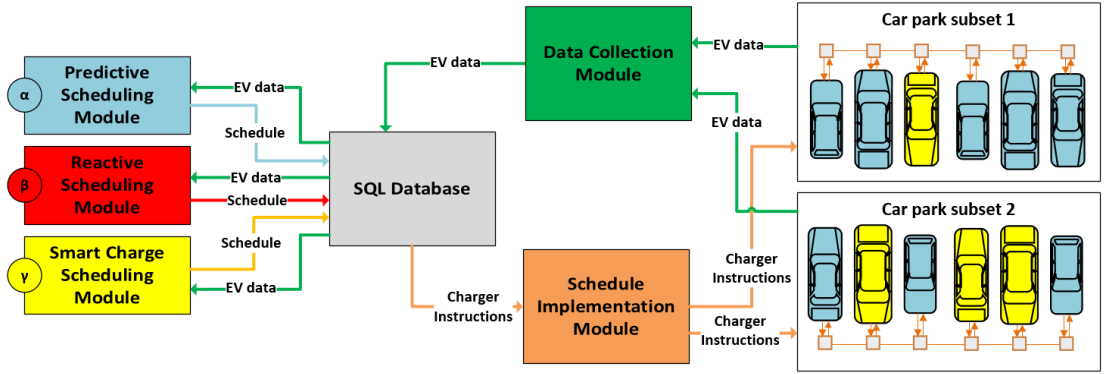 α
Predictive
Scheduling
Module
β
Reactive
Scheduling
Module
γ
Smart Charge
Scheduling
Module
EV data
Schedule
EV data
Schedule
Schedule
EV data
SQL Database
EV data
Data Collection
Module
EV data
EV data
Charger
Instructions
Schedule
Implementation
Module
Charger
Instructions
Charger
Instructions
Car park subset 1
Car park subset 2